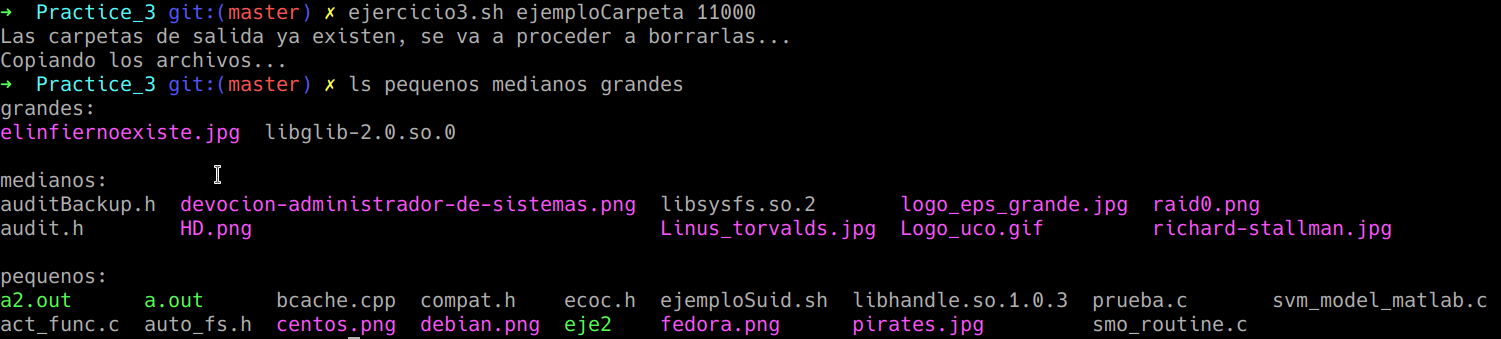 → Practice_3 git:(master) ✗ ejercicio3.sh ejemploCarpeta 11000
Las carpetas de salida ya existen, se va a proceder a borrarlas...
Copiando los archivos...
→ Practice_3 git:(master) ✗ ls pequenos medianos grandes
grandes:
elinfiernoexiste.jpg libglib-2.0.so.0
medianos:
auditBackup.h devocion-administrador-de-sistemas.png libsysfs.so.2 logo_eps_grande.jpg raid0.png
audit.h HD.png Linus_torvalds.jpg Logo_uco.gif richard-stallman.jpg
pequenos:
a2.out a.out bcache.cpp compat.h ecoc.h ejemploSuid.sh libhandle.so.1.0.3 prueba.c svm_model_matlab.c
act_func.c auto_fs.h centos.png debian.png eje2 fedora.png pirates.jpg smo_routine.c